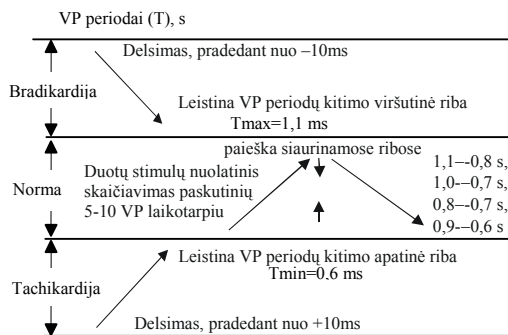 VP periodai (T), s
Delsimas, pradedant nuo –10ms
Bradikardija
Leistina VP periodų kitimo viršutinė riba
Tmax=1,1 ms
paieška siaurinamose ribose
Duotų stimulų nuolatinis
skaičiavimas paskutinių
5-10 VP laikotarpiu
Norma
1,1–-0,8 s,
1,0-–0,7 s,
0,8–-0,7 s,
0,9–-0,6 s
Leistina VP periodų kitimo apatinė riba
Tmin=0.6 ms
Tachikardija
Delsimas, pradedant nuo +10ms